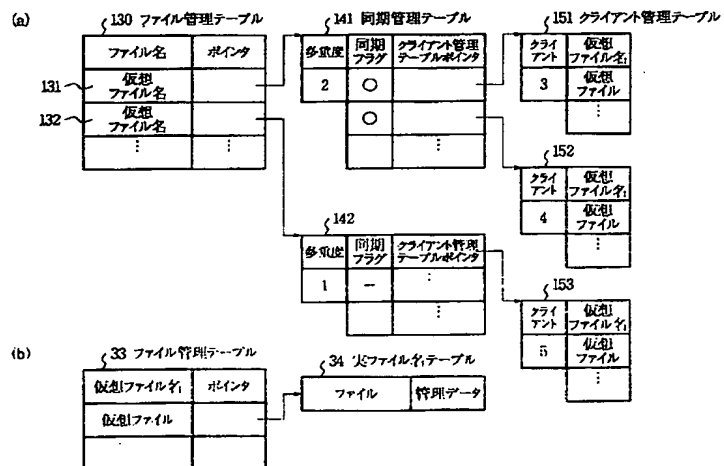 (a)
130 ファイル管理テーブル
ファイル名 ポインタ
131
仮想
ファイル名
132
仮想
ファイル名
⋮ ⋮
141 同期管理テーブル
多重度 同期
フラグ クライアント管理
テーブルポインタ
2 ○
○
⋮ ⋮
142
多重度 同期
フラグ クライアント管理
テーブルポインタ
1 − ⋮
⋮
151 クライアント管理テーブル
クライ
アント 仮想
ファイル名
3 仮想
ファイル
⋮
152
クライ
アント 仮想
ファイル名
4 仮想
ファイル
⋮
153
クライ
アント 仮想
ファイル名
5 仮想
ファイル
⋮
(b)
33 ファイル管理テーブル
仮想ファイル名 ポインタ
仮想ファイル
34 実ファイル名テーブル
ファイル 管理データ